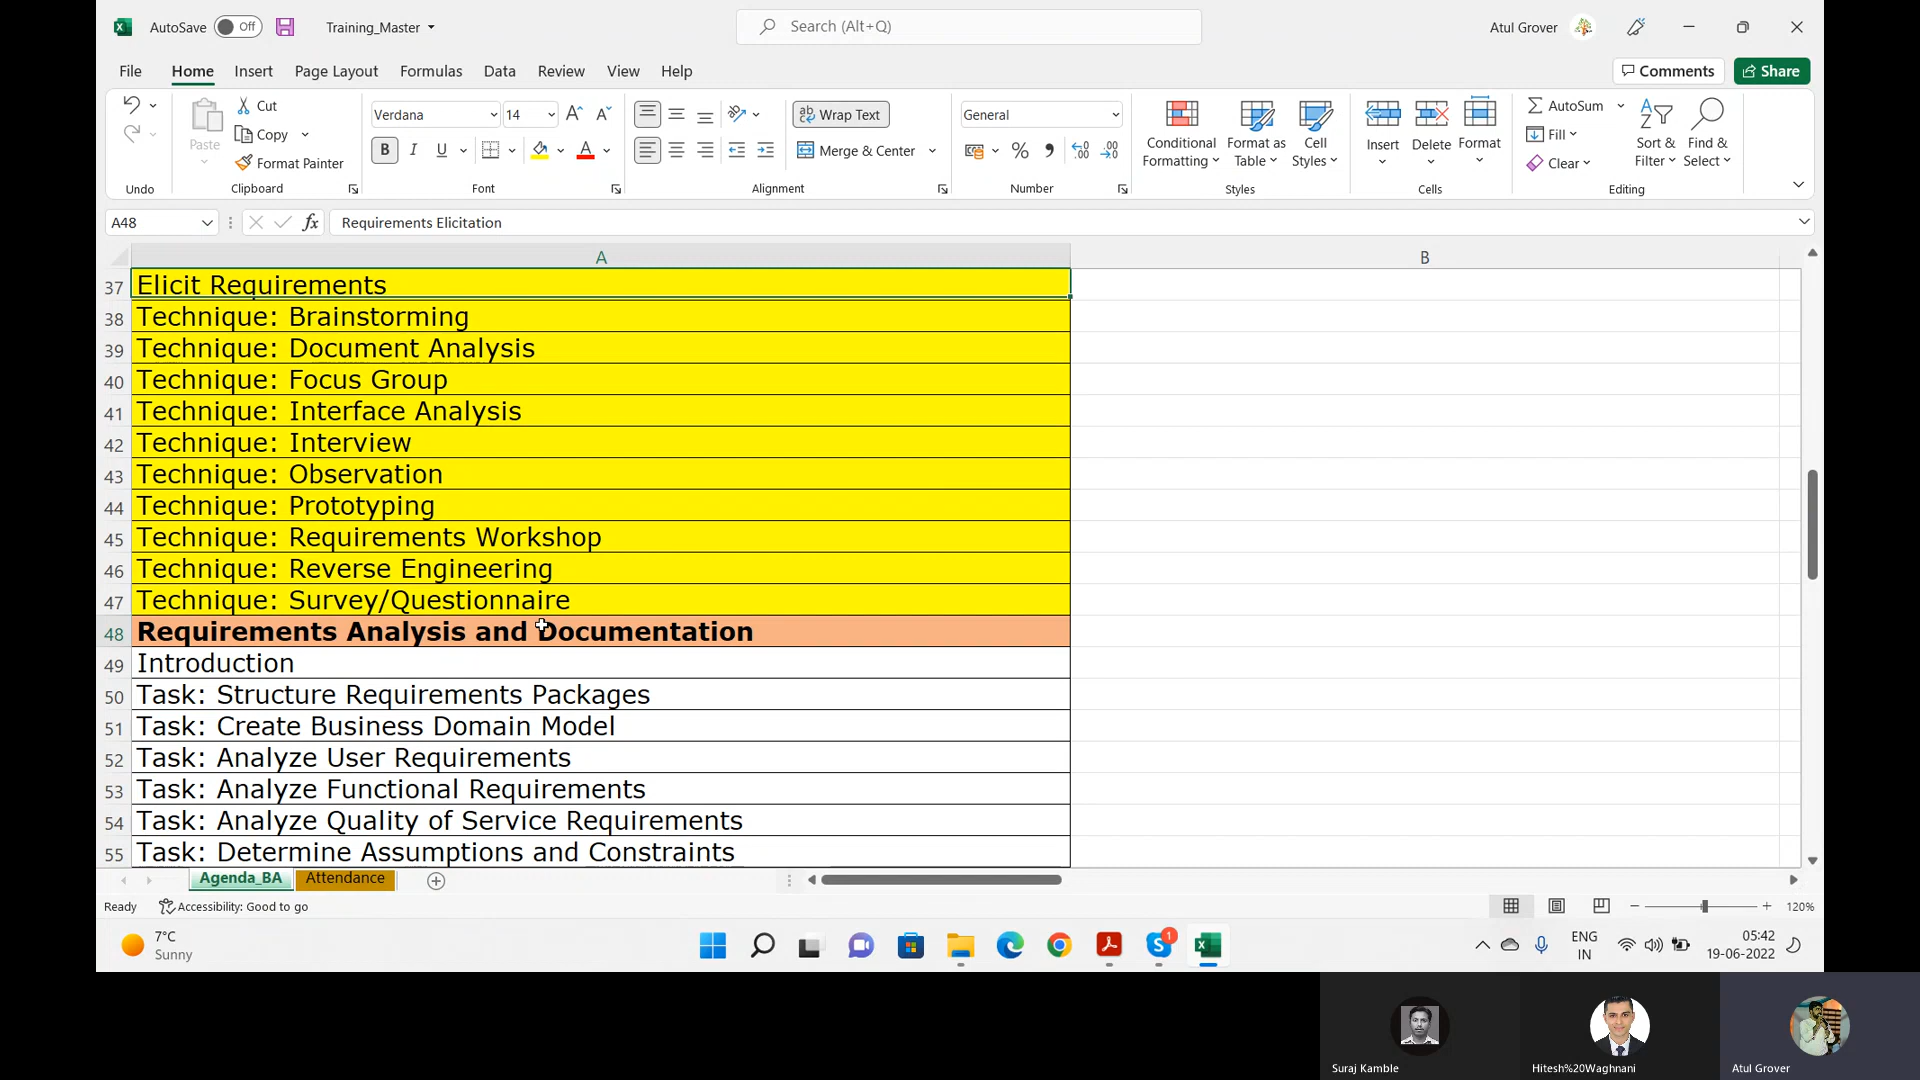 AutoSave Off Training_Master Search (Alt+Q) Atul Grover
File Home Insert Page Layout Formulas Data Review View Help Comments Share
Paste Cut Copy Format Painter
Verdana 14 A A
B I U A
ab Wrap Text
Merge & Center
General
% 9
Conditional Formatting Format as Table Cell Styles
Insert Delete Format
AutoSum Fill Clear
Sort & Filter Find & Select
Undo Clipboard Font Alignment Number Styles Cells Editing
A48 fx Requirements Elicitation
A B
37 Elicit Requirements
38 Technique: Brainstorming
39 Technique: Document Analysis
40 Technique: Focus Group
41 Technique: Interface Analysis
42 Technique: Interview
43 Technique: Observation
44 Technique: Prototyping
45 Technique: Requirements Workshop
46 Technique: Reverse Engineering
47 Technique: Survey/Questionnaire
48 Requirements Analysis and Documentation
49 Introduction
50 Task: Structure Requirements Packages
51 Task: Create Business Domain Model
52 Task: Analyze User Requirements
53 Task: Analyze Functional Requirements
54 Task: Analyze Quality of Service Requirements
55 Task: Determine Assumptions and Constraints
Agenda_BA Attendance
Ready Accessibility: Good to go 120%
7°C
Sunny
1
ENG
IN
05:42
19-06-2022
Suraj Kamble Hitesh%20Waghnani Atul Grover